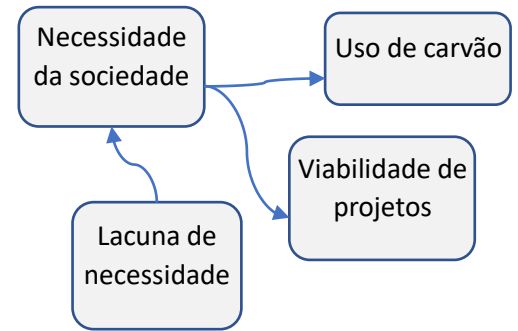 Necessidade
da sociedade
Uso de carvão
Viabilidade de
projetos
Lacuna de
necessidade